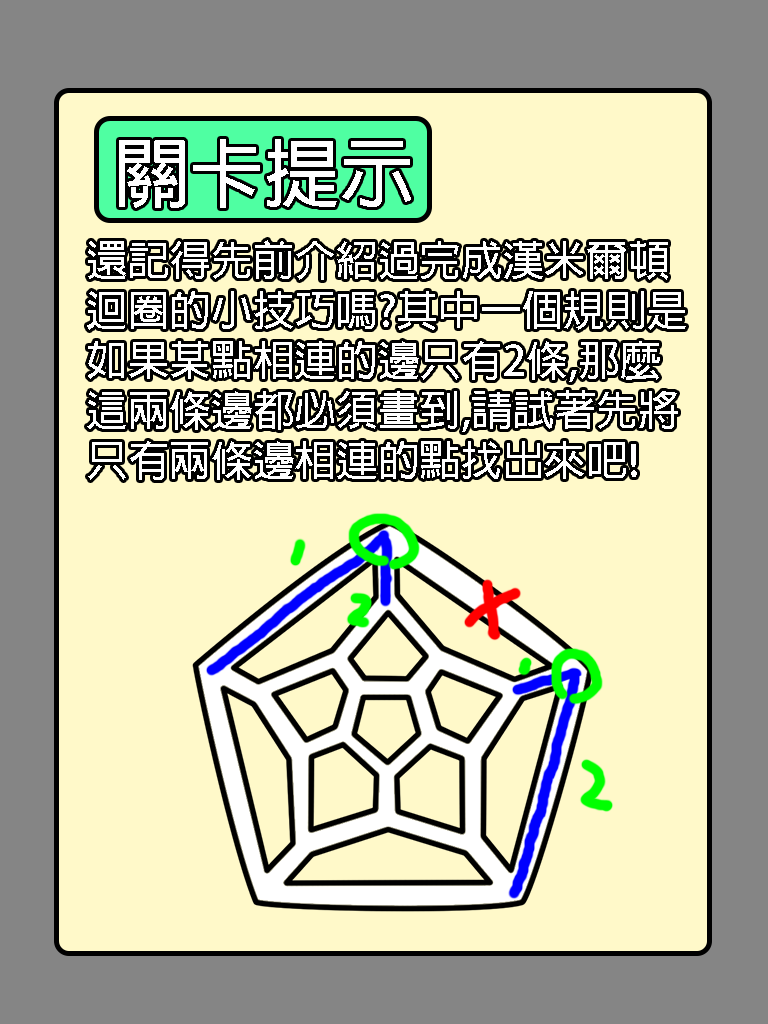 關卡提示
還記得先前介紹過完成漢米爾頓
迴圈的小技巧嗎?其中一個規則是
如果某點相連的邊只有2條,那麼
這兩條邊都必須畫到,請試著先將
只有兩條邊相連的點找出來吧!
1
2
X
1
2